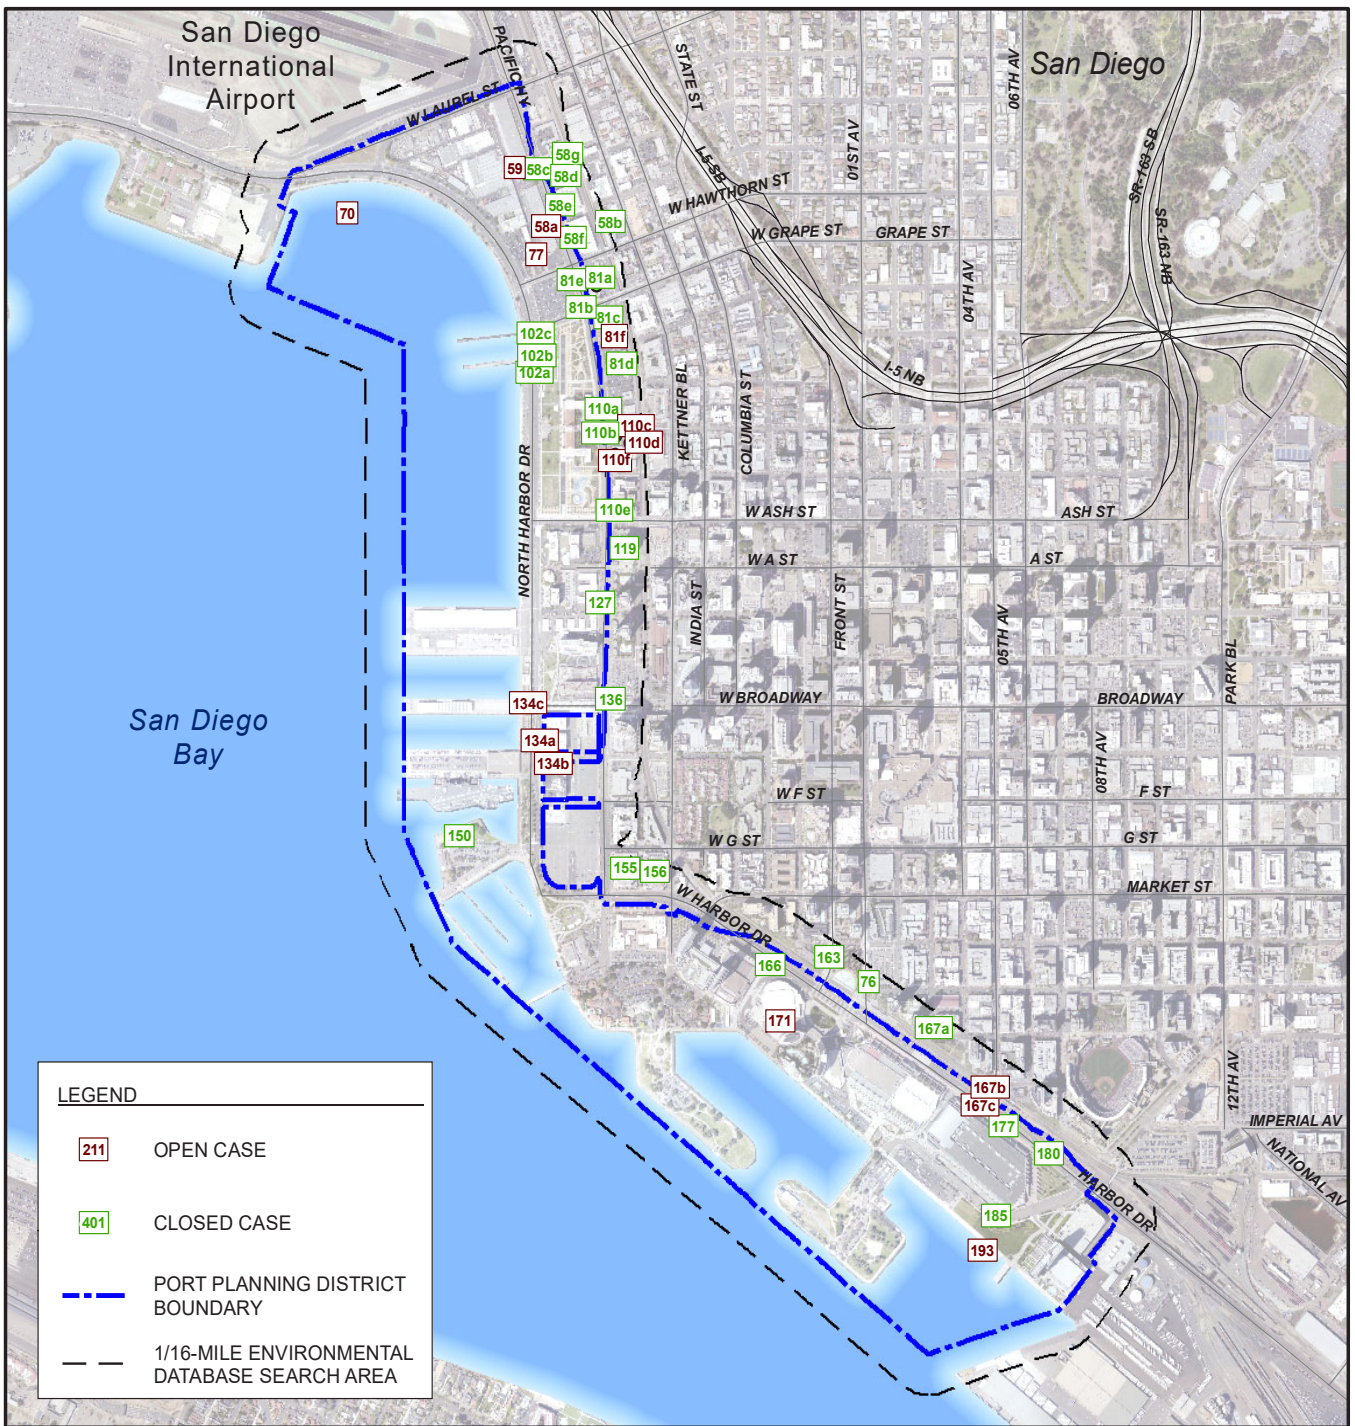 San Diego
International
Airport
PACIFIC HY
STATE ST
06TH AV
San Diego
W LAUREL ST
I-5 SB
01ST AV
SR-163 SB
SR-163 NB
59
58c
58g
58d
58e
58a
58b
58f
77
70
W HAWTHORN ST
W GRAPE ST
GRAPE ST
04TH AV
81e
81a
81b
81c
81f
81d
102c
102b
102a
I-5 NB
KETTNER BL
COLUMBIA ST
110a
110c
110b
110d
110f
110e
NORTH HARBOR DR
W ASH ST
ASH ST
119
W A ST
A ST
127
INDIA ST
FRONT ST
05TH AV
PARK BL
136
134c
W BROADWAY
BROADWAY
134a
134b
San Diego
Bay
08TH AV
W F ST
F ST
150
W G ST
G ST
155
156
MARKET ST
W HARBOR DR
163
166
76
171
167a
167b
167c
177
180
12TH AV
IMPERIAL AV
NATIONAL AV
HARBOR DR
185
193
LEGEND
211
OPEN CASE
401
CLOSED CASE
PORT PLANNING DISTRICT
BOUNDARY
1/16-MILE ENVIRONMENTAL
DATABASE SEARCH AREA